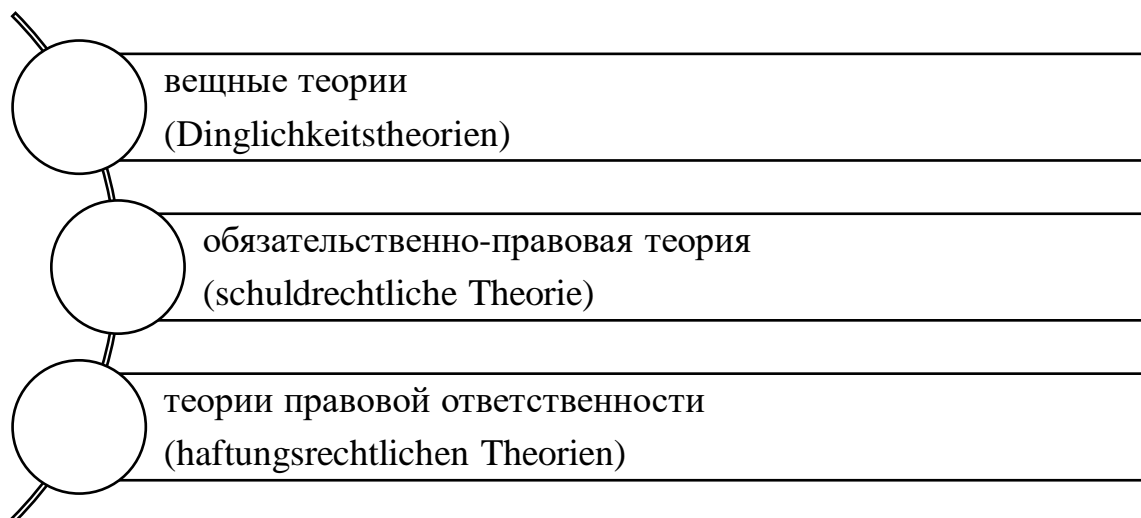 вещные теории
(Dinglichkeitstheorien)
обязательственно-правовая теория
(schuldrechtliche Theorie)
теории правовой ответственности
(haftungsrechtlichen Theorien)